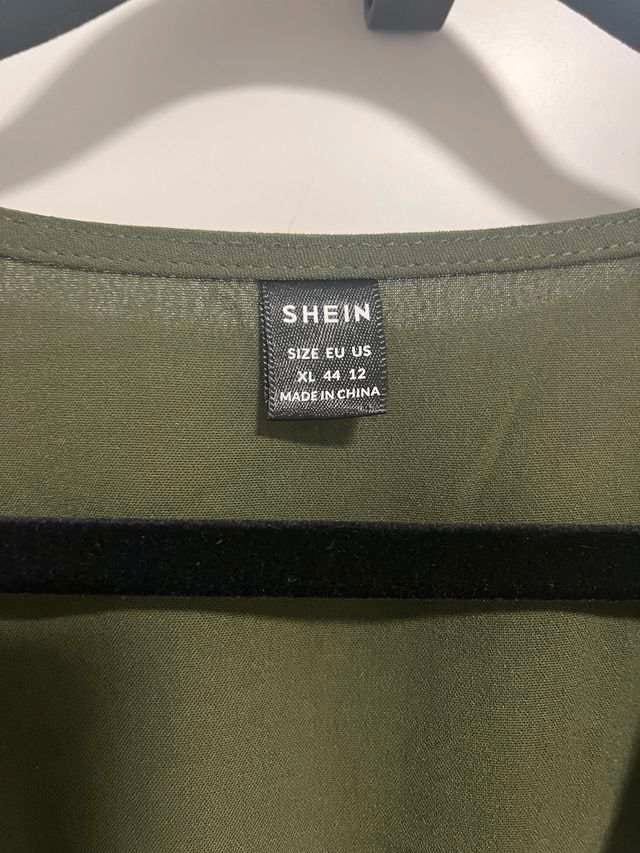 SHEIN
SIZE EU US
XL 44 12
MADE IN CHINA